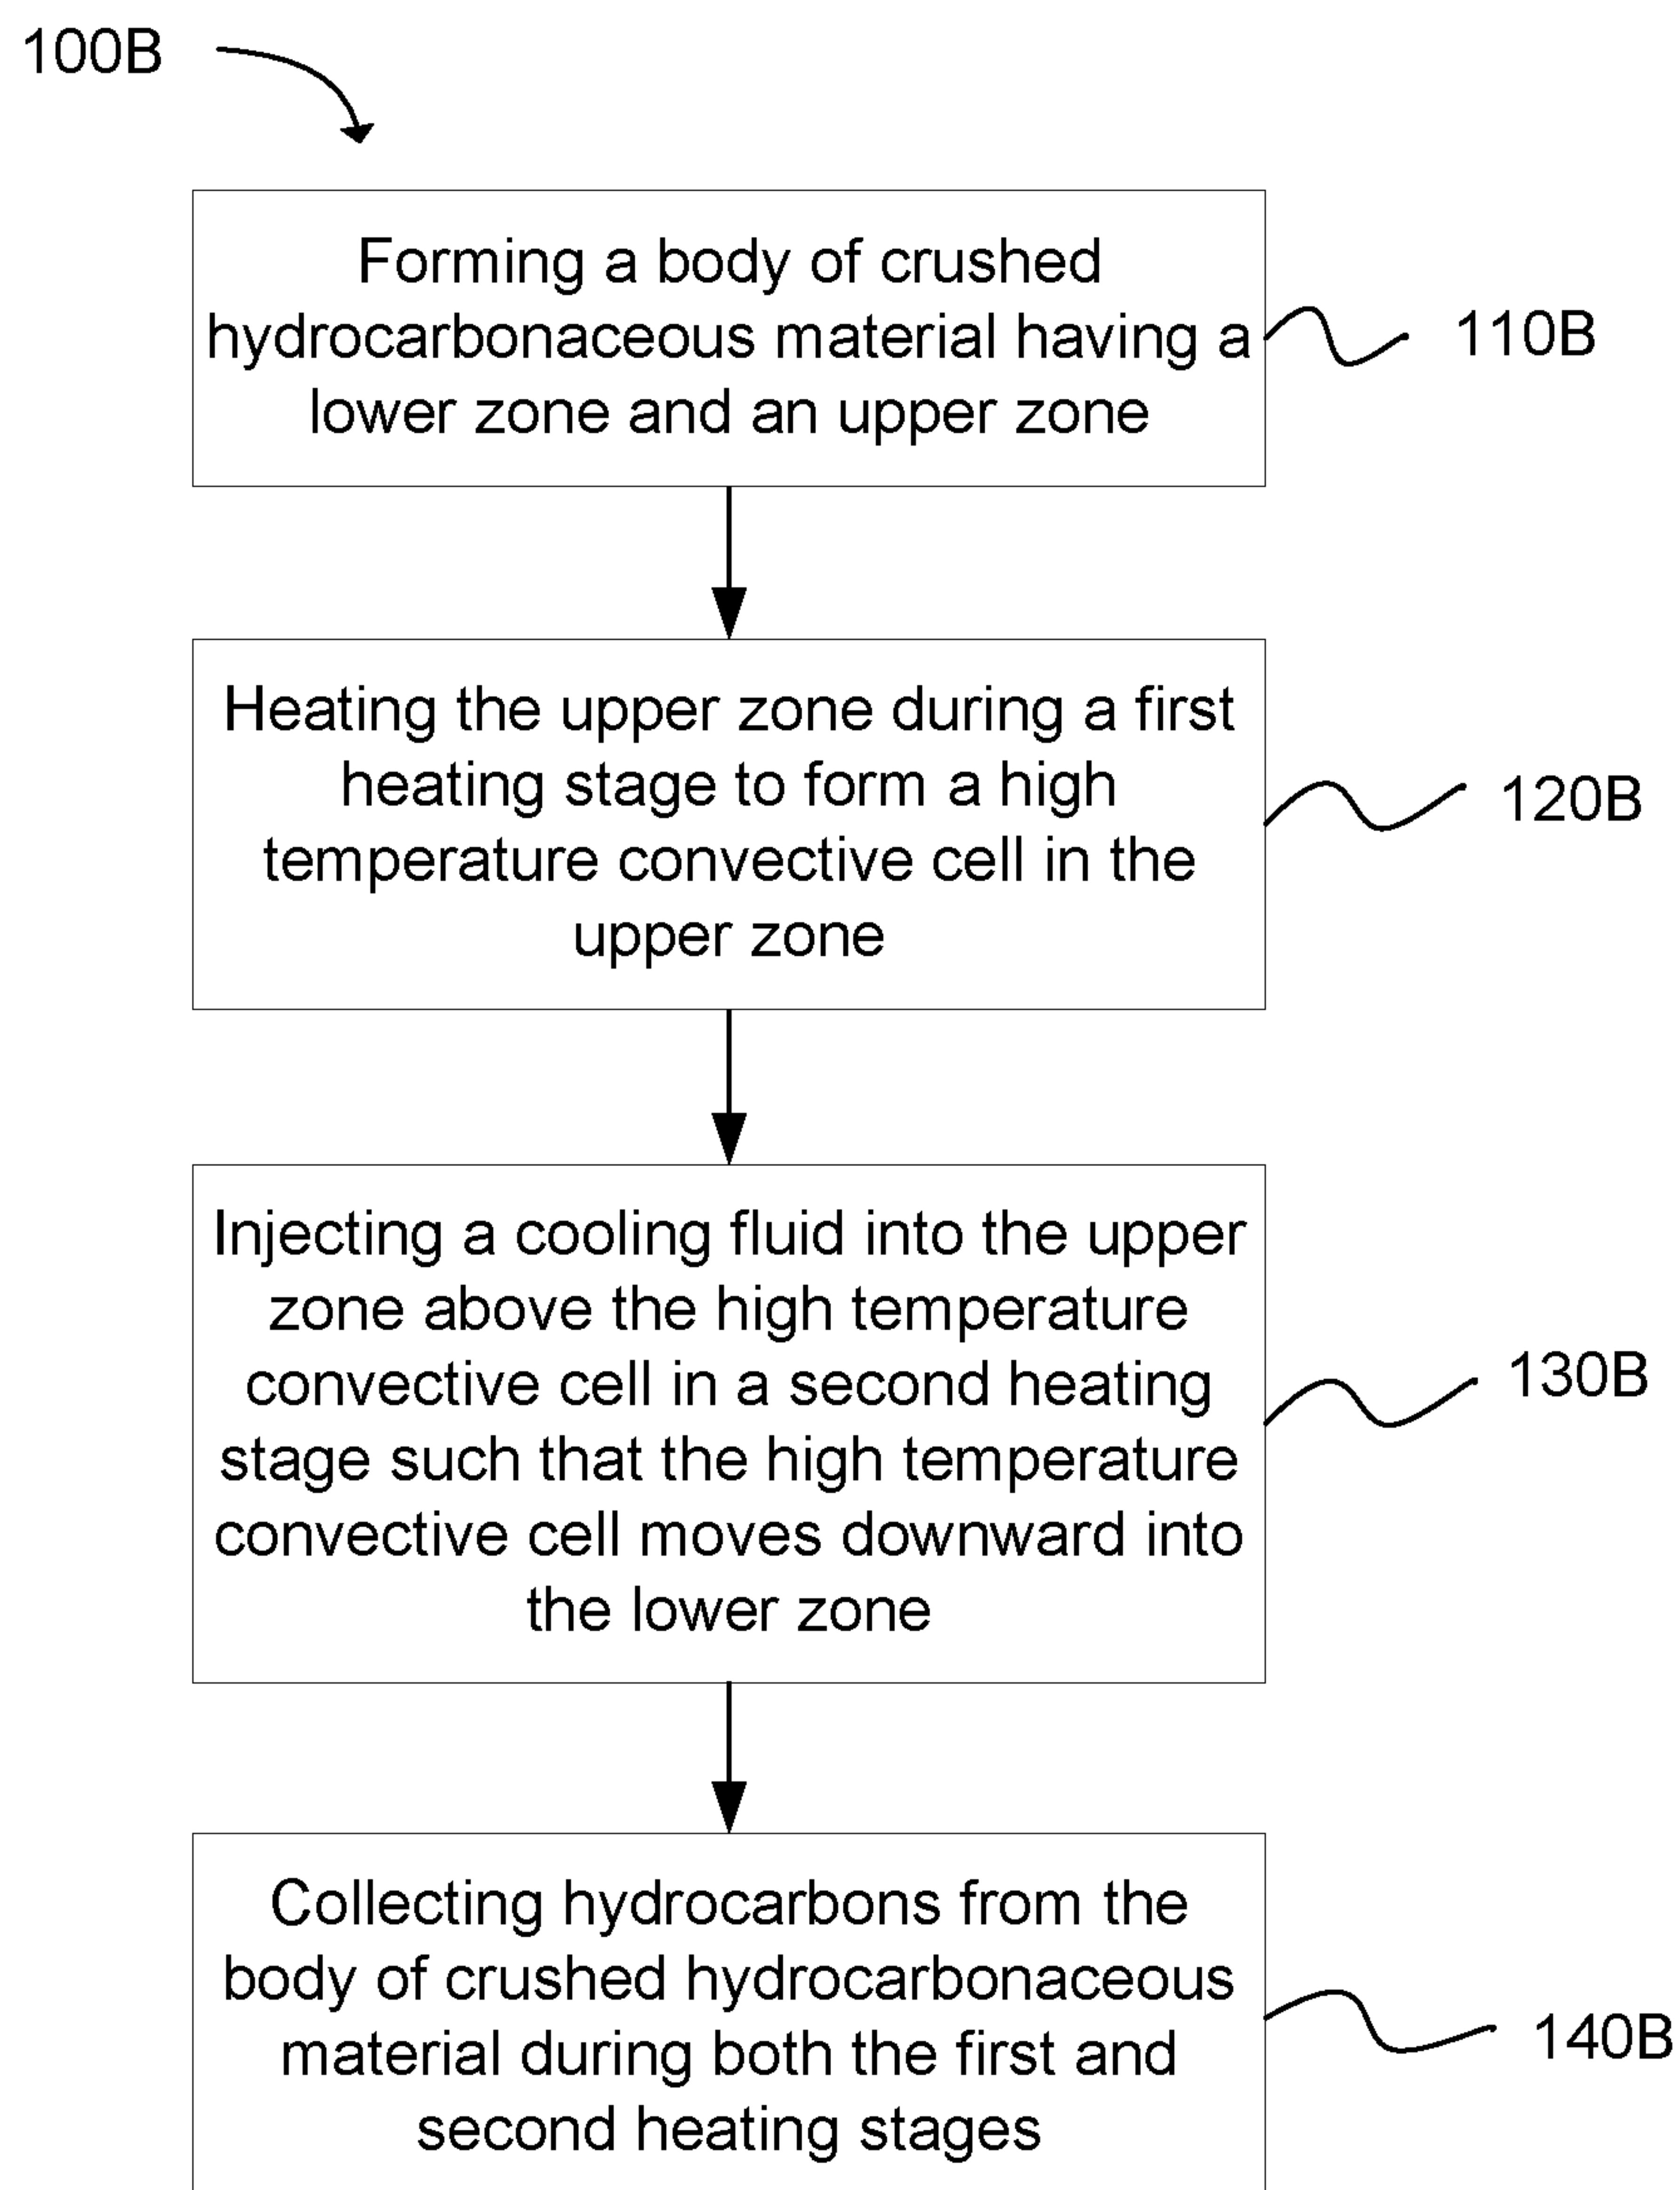 100B
Forming a body of crushed
hydrocarbonaceous material having a
lower zone and an upper zone
110B
Heating the upper zone during a first
heating stage to form a high
temperature convective cell in the
upper zone
120B
Injecting a cooling fluid into the upper
zone above the high temperature
convective cell in a second heating
stage such that the high temperature
convective cell moves downward into
the lower zone
130B
Collecting hydrocarbons from the
body of crushed hydrocarbonaceous
material during both the first and
second heating stages
140B